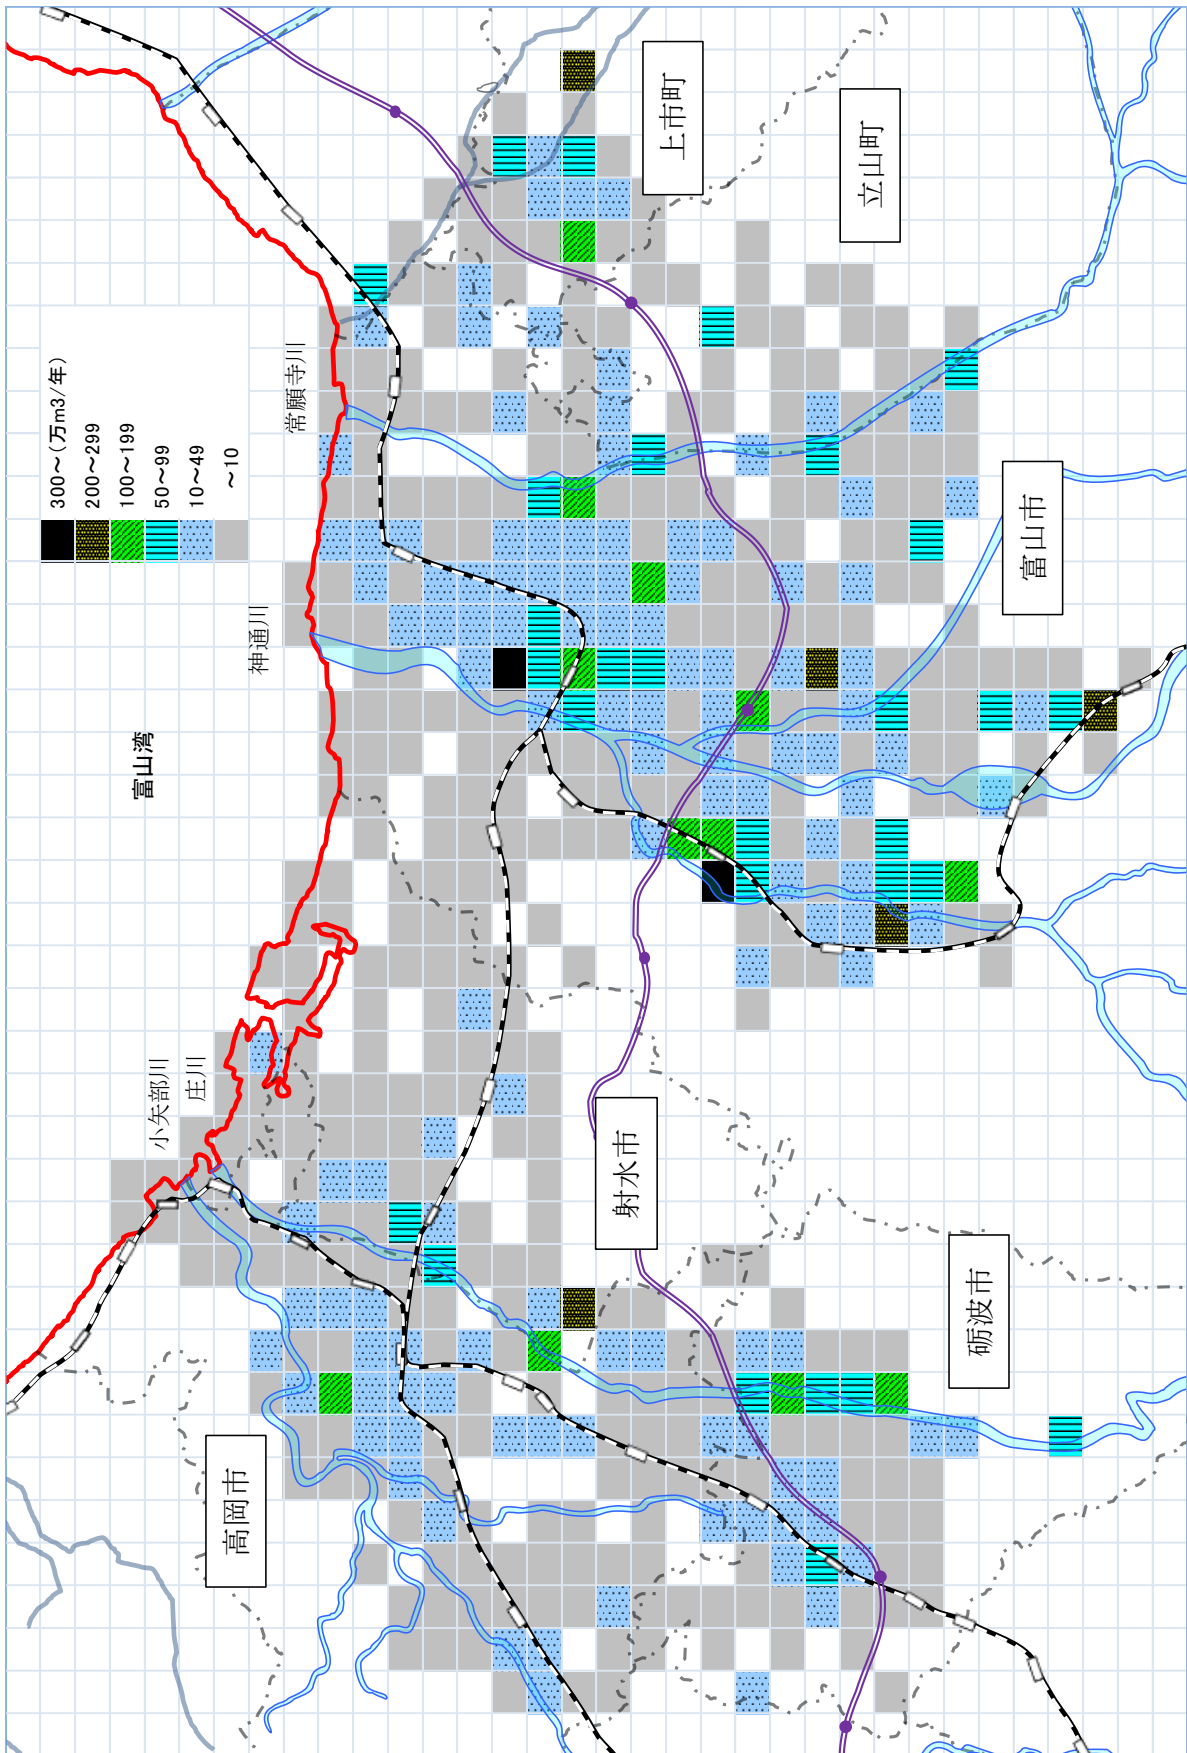 富山湾
小矢部川
庄川
神通川
常願寺川
300~(万m3/年)
200~299
100~199
50~99
10~49
~10
高岡市
射水市
砺波市
富山市
上市町
立山町